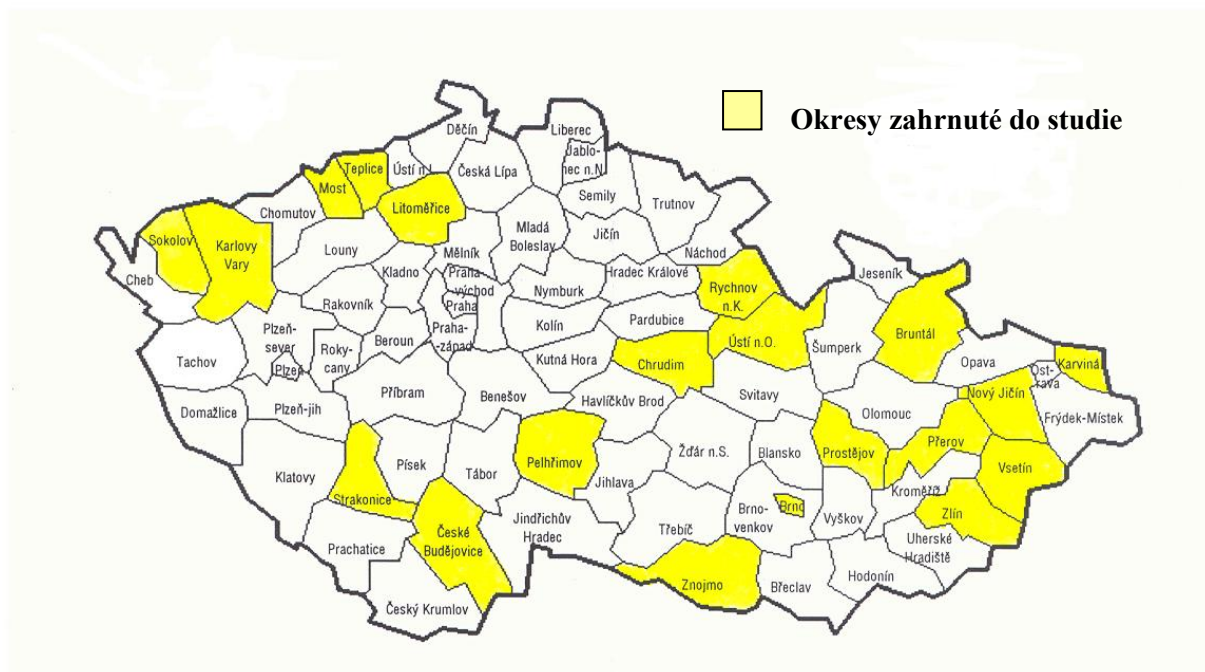 Okresy zahrnuté do studie
Děčín
Liberec
Jablo-
nec n.N
Teplice
Ústí n.
Česká Lípa
Most
Semily
Trutnov
Chomutov
Litoměřice
Mladá
Boleslav
Jičín
Sokolov
Karlovy
Vary
Louny
Mělník
Náchod
Cheb
Kladno
Praha
-východ
Hradec Králové
Jeseník
Rakovník
Praha
Nymburk
Rychnov
n.K.
Plzeň-
sever
Praha-
-západ
Kolín
Pardubice
Bruntál
Tachov
Roky-
cany
Beroun
Ústí n.O.
Šumperk
Plzeň
Kutná Hora
Chrudim
Opava
Ost-
rava
Karviná
Příbram
Benešov
Havlíčkův Brod
Svitavy
Nový Jičín
Domažlice
Plzeň-jih
Olomouc
Frýdek-Místek
Přerov
Klatovy
Písek
Tábor
Pelhřimov
Žďár n.S.
Blansko
Prostějov
Vsetín
Strakonice
Jihlava
Kroměříž
Brno-
venkov
Brno
Vyškov
Zlín
Jindřichův
Hradec
České
Budějovice
Třebíč
Uherské
Hradiště
Prachatice
Znojmo
Břeclav
Hodonín
Český Krumlov